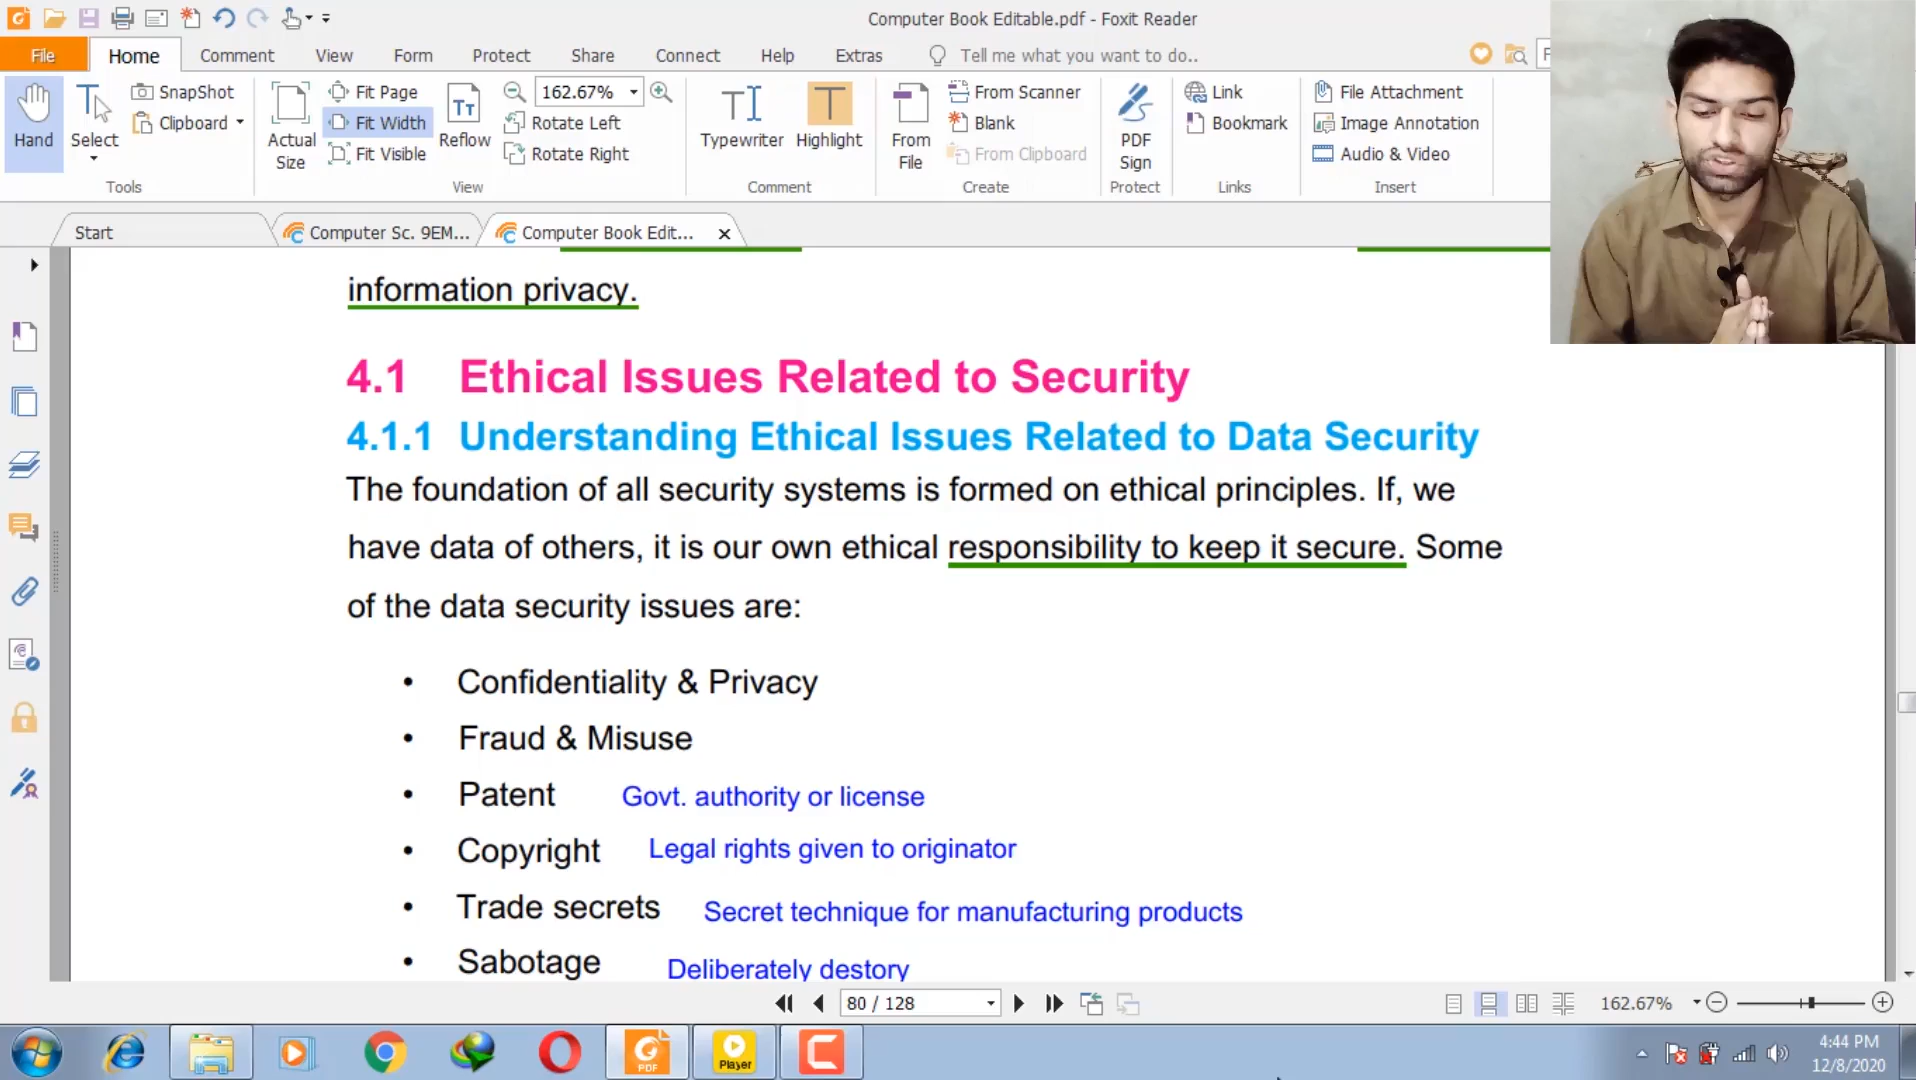 Computer Book Editable.pdf - Foxit Reader
File Home Comment View Form Protect Share Connect Help Extras Tell me what you want to do..
Hand
Select
SnapShot
Clipboard
Tools
Actual Size
Fit Page
Fit Width
Fit Visible
Reflow
162.67%
Rotate Left
Rotate Right
View
Typewriter
Highlight
Comment
From File
From Scanner
Blank
From Clipboard
Create
PDF Sign
Protect
Link
Bookmark
Links
File Attachment
Image Annotation
Audio & Video
Insert
Start Computer Sc. 9EM... Computer Book Edit...
information privacy.
4.1 Ethical Issues Related to Security
4.1.1 Understanding Ethical Issues Related to Data Security
The foundation of all security systems is formed on ethical principles. If, we
have data of others, it is our own ethical responsibility to keep it secure. Some
of the data security issues are:
• Confidentiality & Privacy
• Fraud & Misuse
• Patent Govt. authority or license
• Copyright Legal rights given to originator
• Trade secrets Secret technique for manufacturing products
• Sabotage Deliberately destory
80 / 128
162.67%
PDF
Player
4:44 PM
12/8/2020